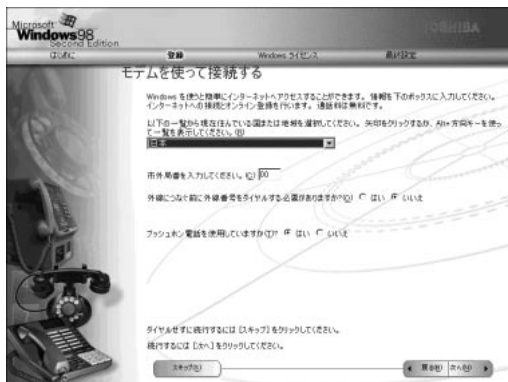 Microsoft
Windows98
Second Edition
TOSHIBA
はじめに
登録
Windows ライセンス
最終設定
モデムを使って接続する
Windows を使うと簡単にインターネットへアクセスすることができます。 情報を下のボックスに入力してください。
インターネットへの接続とオンライン登録を行います。 通話料は無料です。
以下の一覧から現在住んでいる国または地域を選択してください。 矢印をクリックするか、Alt+方向キーを使っ
て一覧を表示してください。(R)
日本
市外局番を入力してください。(C) 00
外線につなぐ前に外線番号をダイヤルする必要がありますか?(D) はい いいえ
プッシュホン電話を使用していますか(T)? はい いいえ
ダイヤルせずに続行するには [スキップ] をクリックしてください。
続行するには [次へ] をクリックしてください。
スキップ(S) 戻る(B) 次へ(N)